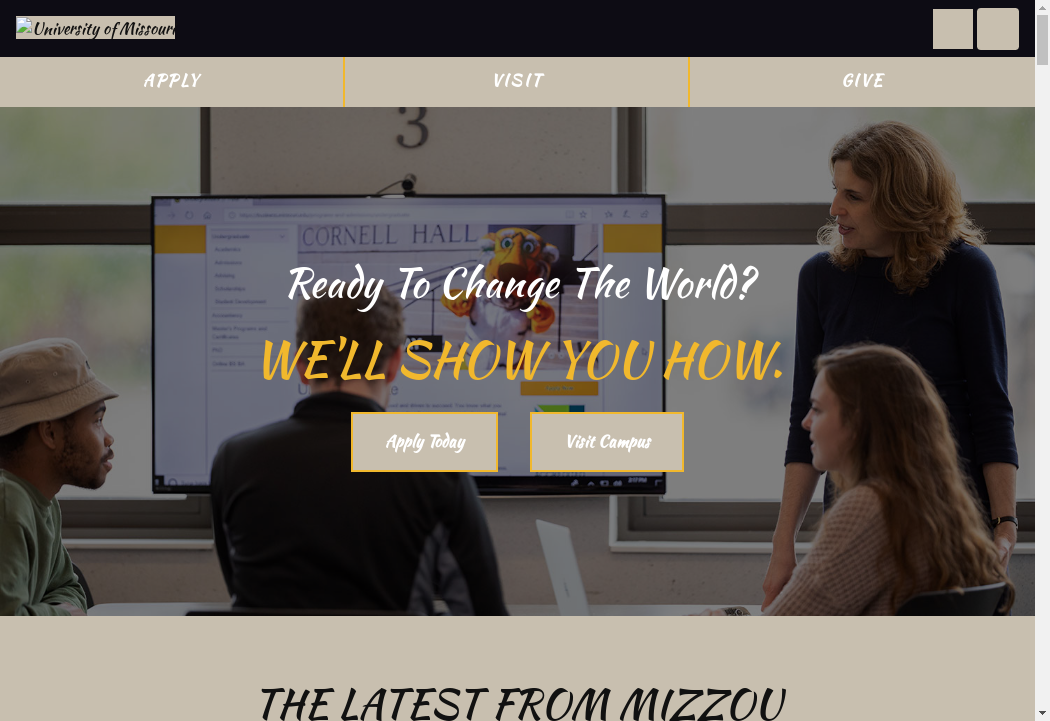 University of Missouri
APPLY
VISIT
GIVE
3
CORNELL HALL
Ready To Change The World?
WE'LL SHOW YOU HOW.
Apply Today
Visit Campus
THE LATEST FROM MIZZOU